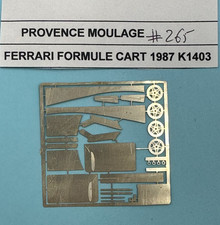 PROVENCE MOULAGE #265
FERRARI FORMULE CART 1987 K1403